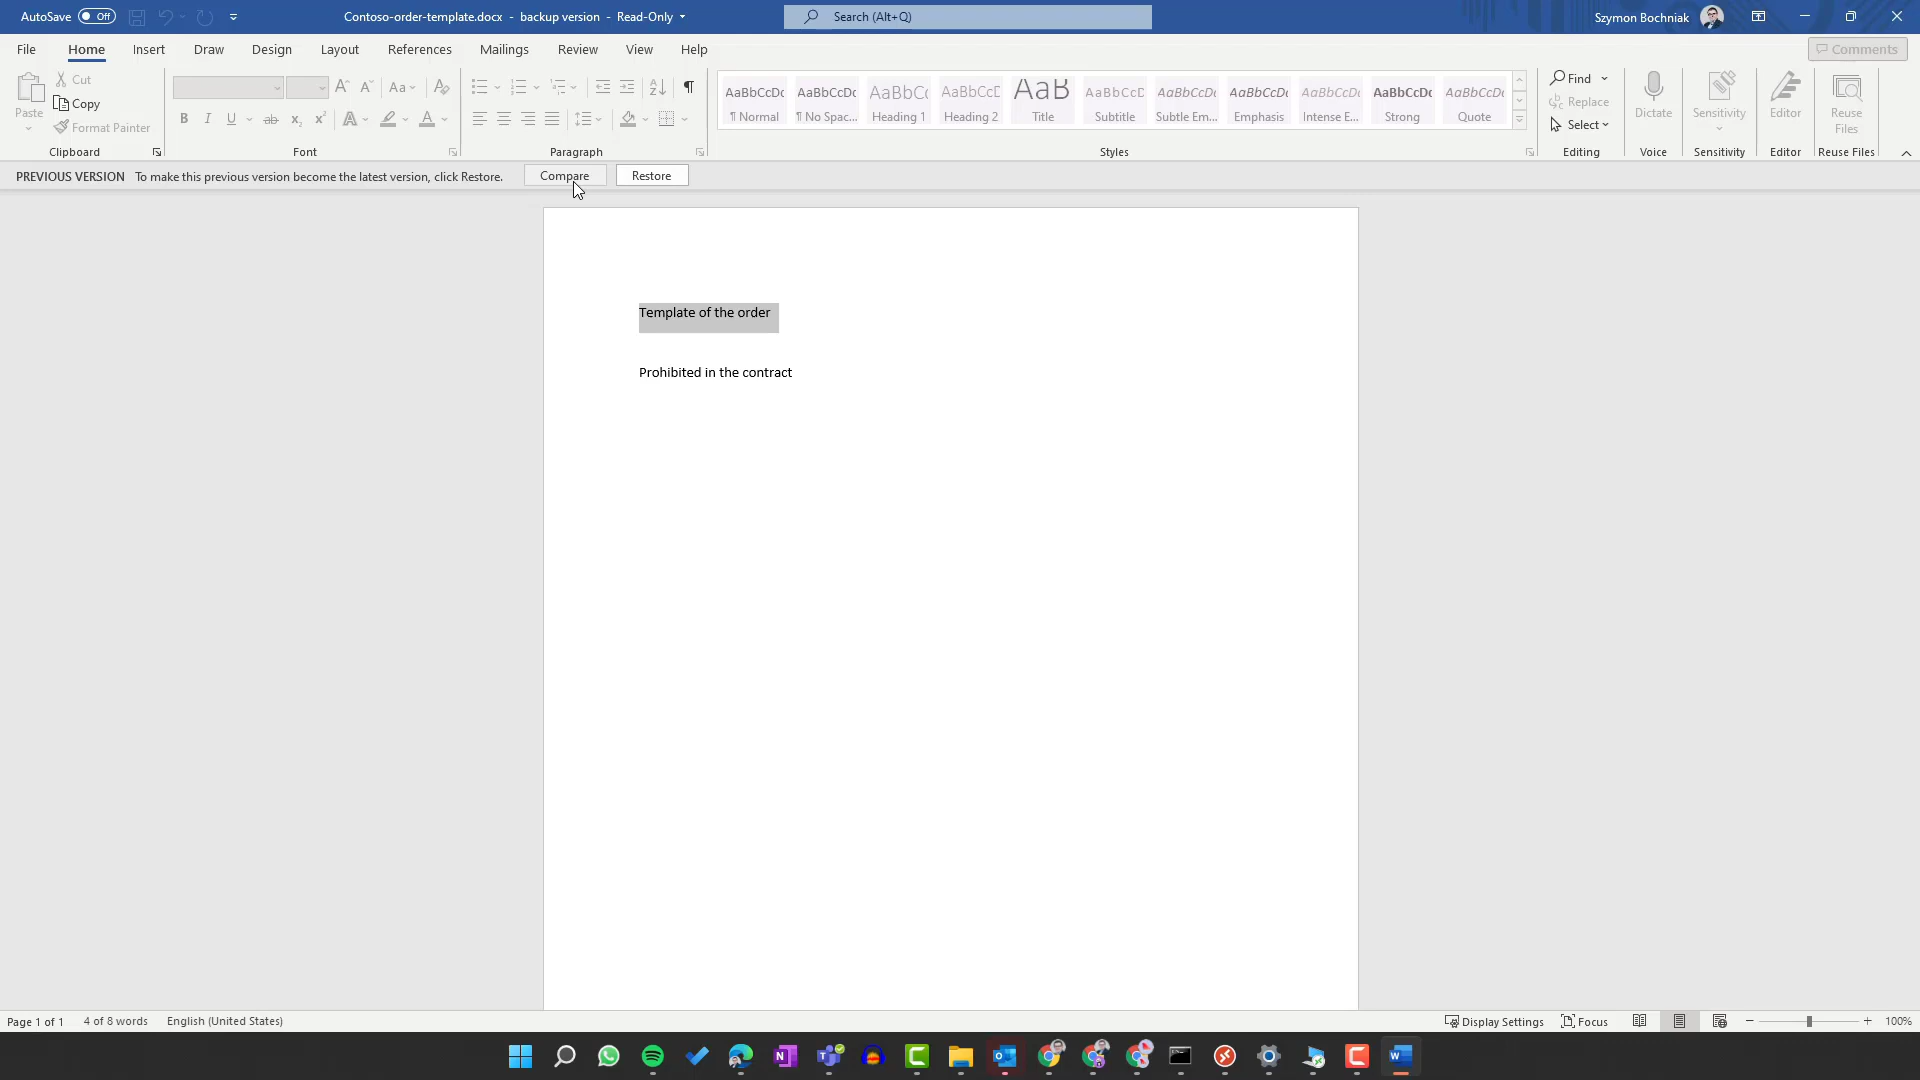 AutoSave Off Contoso-order-template.docx - backup version - Read-Only Search (Alt+Q) Szymon Bochniak
File Home Insert Draw Design Layout References Mailings Review View Help Comments
Paste Cut Copy Format Painter
Aa A A
AaBbCcDc AaBbCcDc AaBbC( AaBbCcD AaB AaBbCcD AaBbCcDc AaBbCcDc AaBbCcDc AaBbCcDc AaBbCcDc
¶ Normal ¶ No Spac... Heading 1 Heading 2 Title Subtitle Subtle Em... Emphasis Intense E... Strong Quote
Find Replace Select
Dictate Sensitivity Editor Reuse Files
Clipboard Font Paragraph Styles Editing Voice Sensitivity Editor Reuse Files
PREVIOUS VERSION To make this previous version become the latest version, click Restore. Compare Restore
Template of the order
Prohibited in the contract
Page 1 of 1 4 of 8 words English (United States) Display Settings Focus 100%